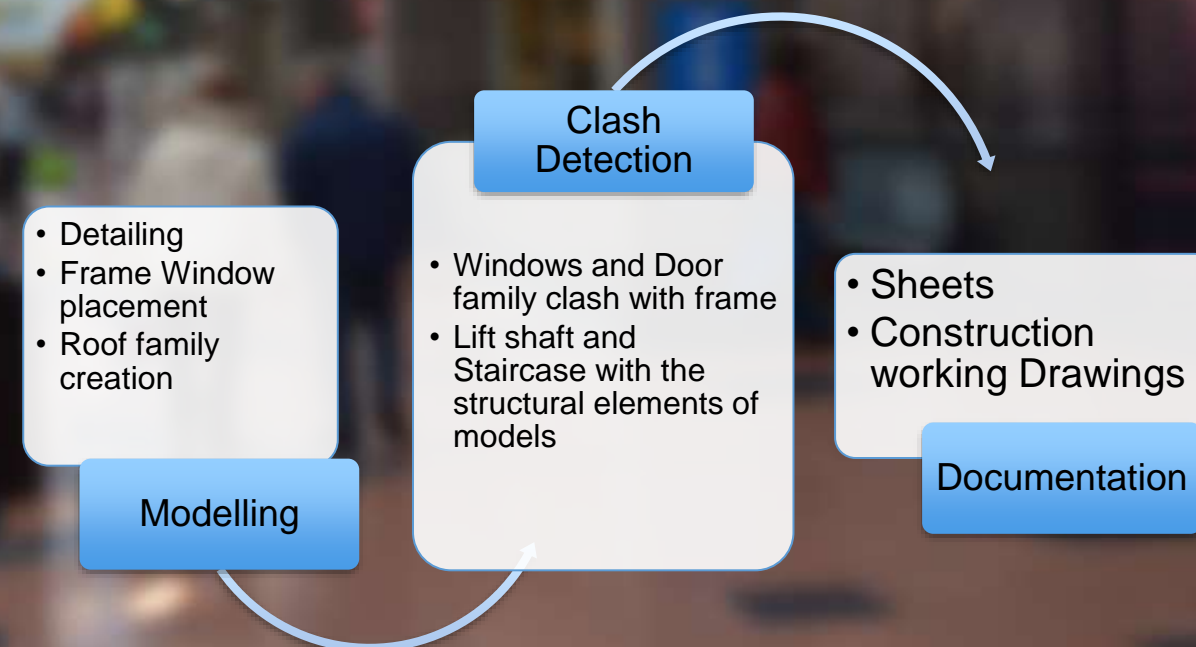 • Detailing
• Frame Window
placement
• Roof family
creation
Modelling
Clash
Detection
• Windows and Door
family clash with frame
• Lift shaft and
Staircase with the
structural elements of
models
• Sheets
• Construction
working Drawings
Documentation